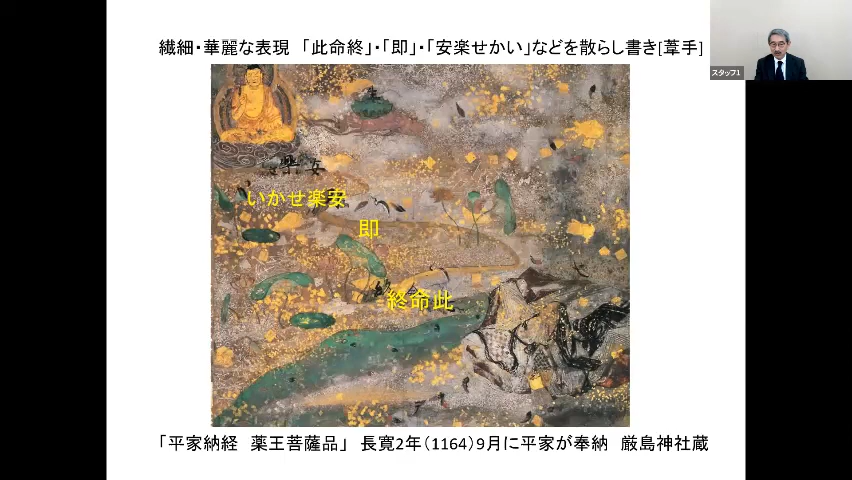 繊細・華麗な表現　「此命終」・「即」・「安楽せかい」などを散らし書き[葦手]
スタッフ1
生
楽安
いかせ楽安
即
終命此
「平家納経　薬王菩薩品」　長寛2年（1164）9月に平家が奉納　厳島神社蔵